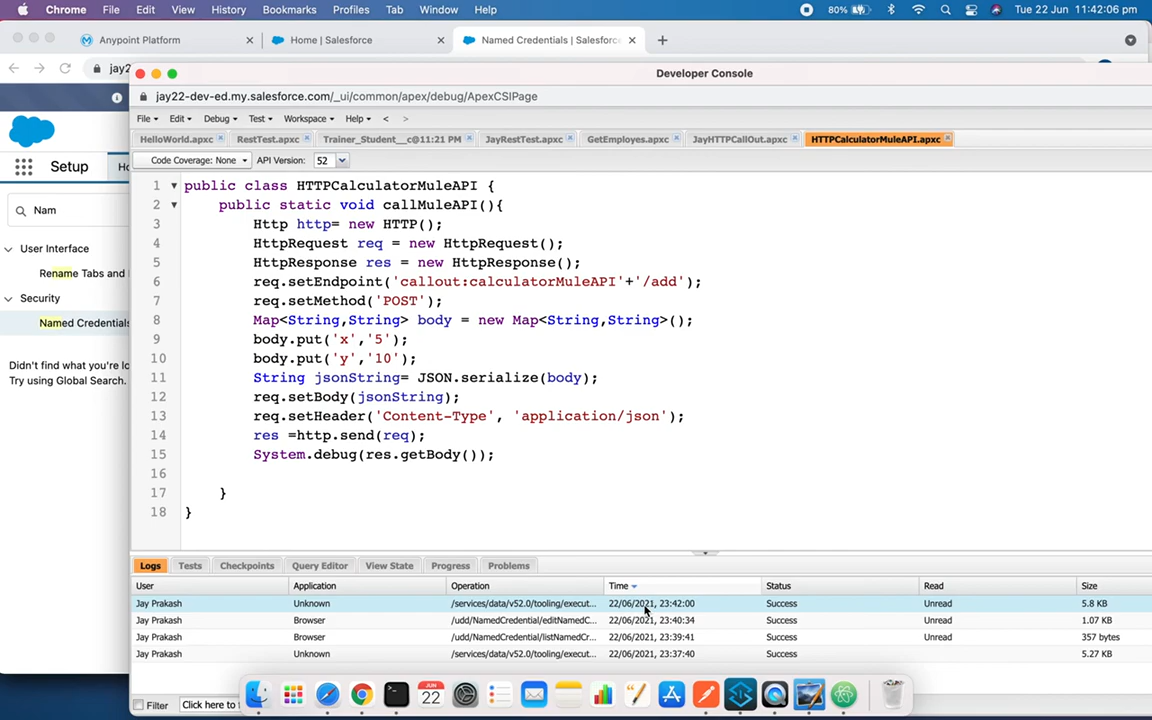 Chrome File Edit View History Bookmarks Profiles Tab Window Help 80% Tue 22 Jun 11:42:06 pm
Anypoint Platform × Home | Salesforce × Named Credentials | Salesforc × +
jay2
Developer Console
jay22-dev-ed.my.salesforce.com/_ui/common/apex/debug/ApexCSIPage
File Edit Debug Test Workspace Help < >
HelloWorld.apxc RestTest.apxc Trainer_Student__c@11:21 PM JayRestTest.apxc GetEmployes.apxc JayHTTPCallOut.apxc HTTPCalculatorMuleAPI.apxc
Code Coverage: None API Version: 52
Setup Ho
Nam
User Interface
Rename Tabs and
Security
Named Credentials
Didn't find what you're lo
Try using Global Search.
1 public class HTTPCalculatorMuleAPI {
2 public static void callMuleAPI(){
3 Http http= new HTTP();
4 HttpRequest req = new HttpRequest();
5 HttpResponse res = new HttpResponse();
6 req.setEndpoint('callout:calculatorMuleAPI'+'/add');
7 req.setMethod('POST');
8 Map<String,String> body = new Map<String,String>();
9 body.put('x','5');
10 body.put('y','10');
11 String jsonString= JSON.serialize(body);
12 req.setBody(jsonString);
13 req.setHeader('Content-Type', 'application/json');
14 res =http.send(req);
15 System.debug(res.getBody());
16
17 }
18 }
Logs Tests Checkpoints Query Editor View State Progress Problems
User Application Operation Time Status Read Size
Jay Prakash Unknown /services/data/v52.0/tooling/execut... 22/06/2021, 23:42:00 Success Unread 5.8 KB
Jay Prakash Browser /udd/NamedCredential/editNamedC... 22/06/2021, 23:40:34 Success Unread 1.07 KB
Jay Prakash Browser /udd/NamedCredential/listNamedCr... 22/06/2021, 23:39:41 Success Unread 357 bytes
Jay Prakash Unknown /services/data/v52.0/tooling/execut... 22/06/2021, 23:37:40 Success 5.27 KB
Filter Click here to
JUN
22